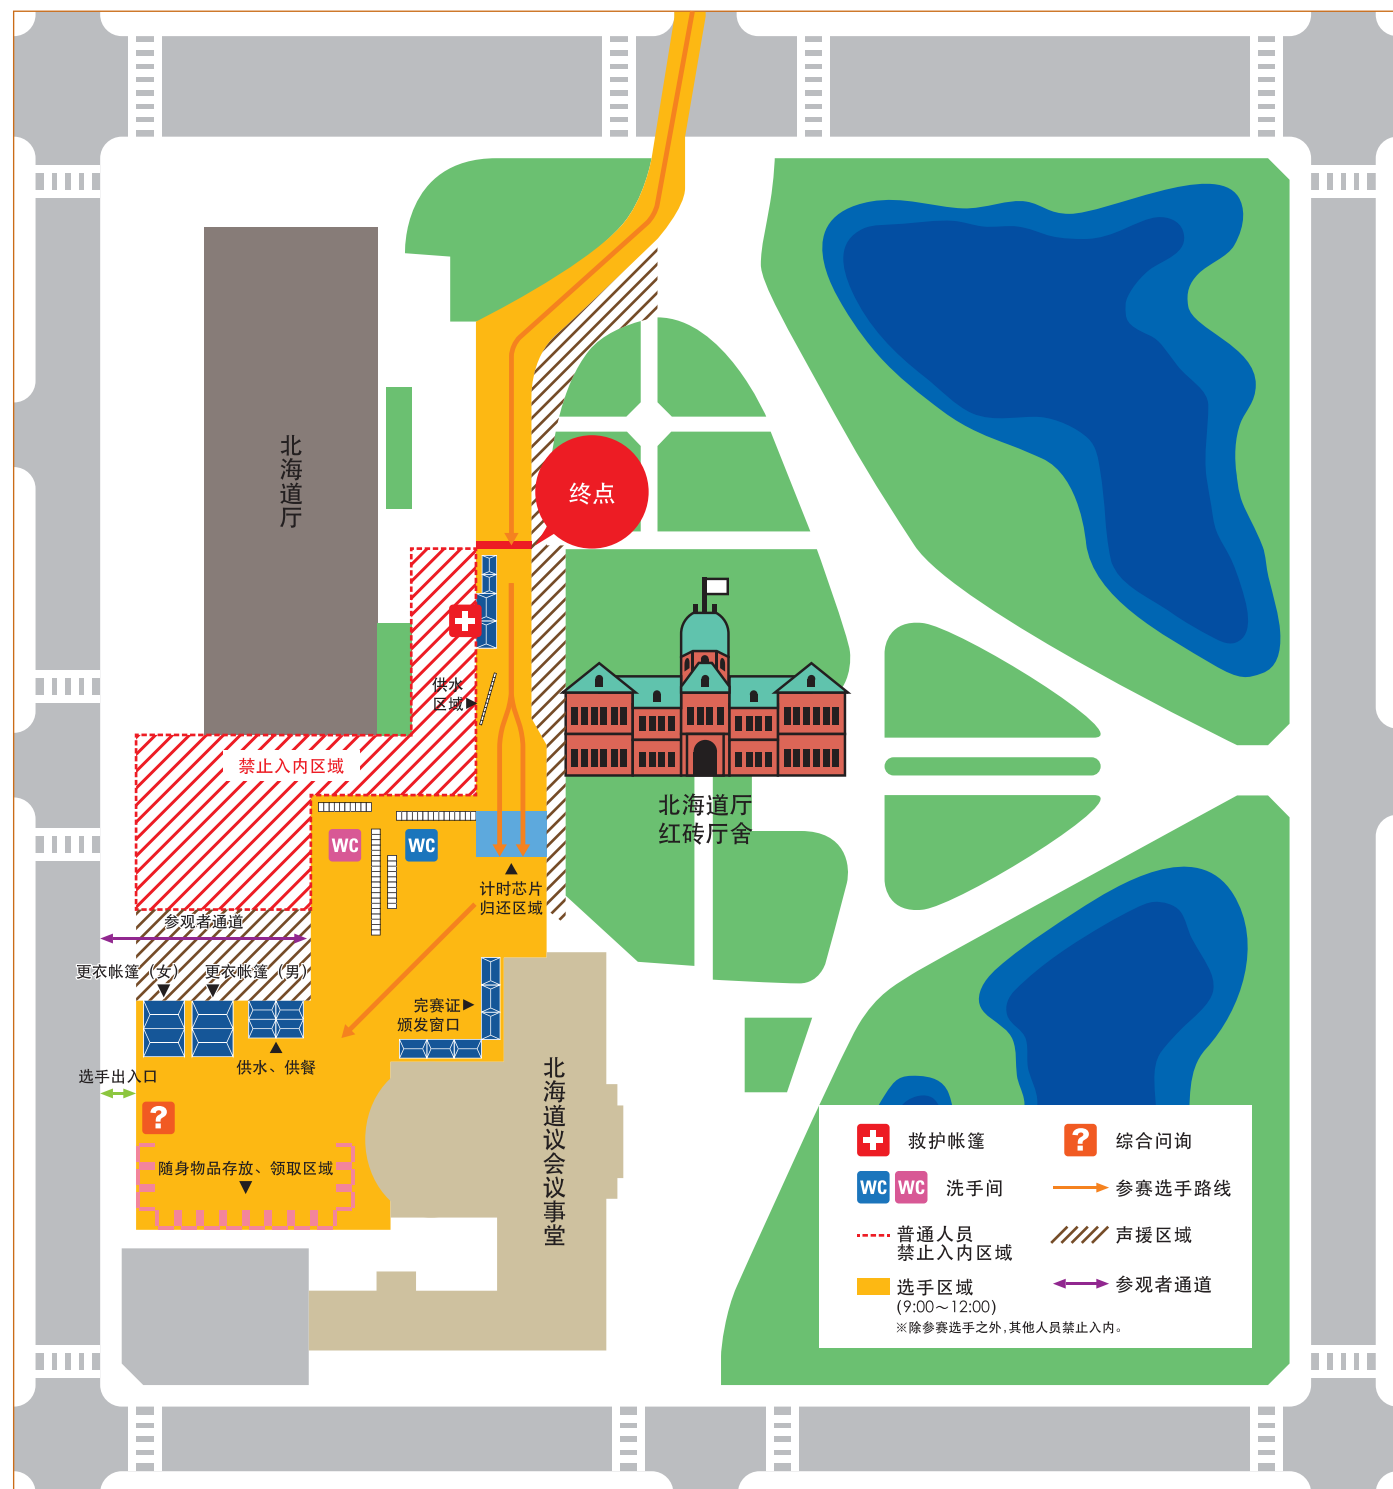 北海道厅
终点
供水
区域
禁止入内区域
北海道厅
红砖厅舍
WC
WC
计时芯片
归还区域
参观者通道
更衣帐篷（女）
更衣帐篷（男）
完赛证
颁发窗口
供水、供餐
选手出入口
?
北海道议会议事堂
随身物品存放、领取区域
救护帐篷
? 综合问询
WC WC 洗手间
参赛选手路线
普通人员
禁止入内区域
声援区域
选手区域
(9:00～12:00)
参观者通道
※除参赛选手之外，其他人员禁止入内。